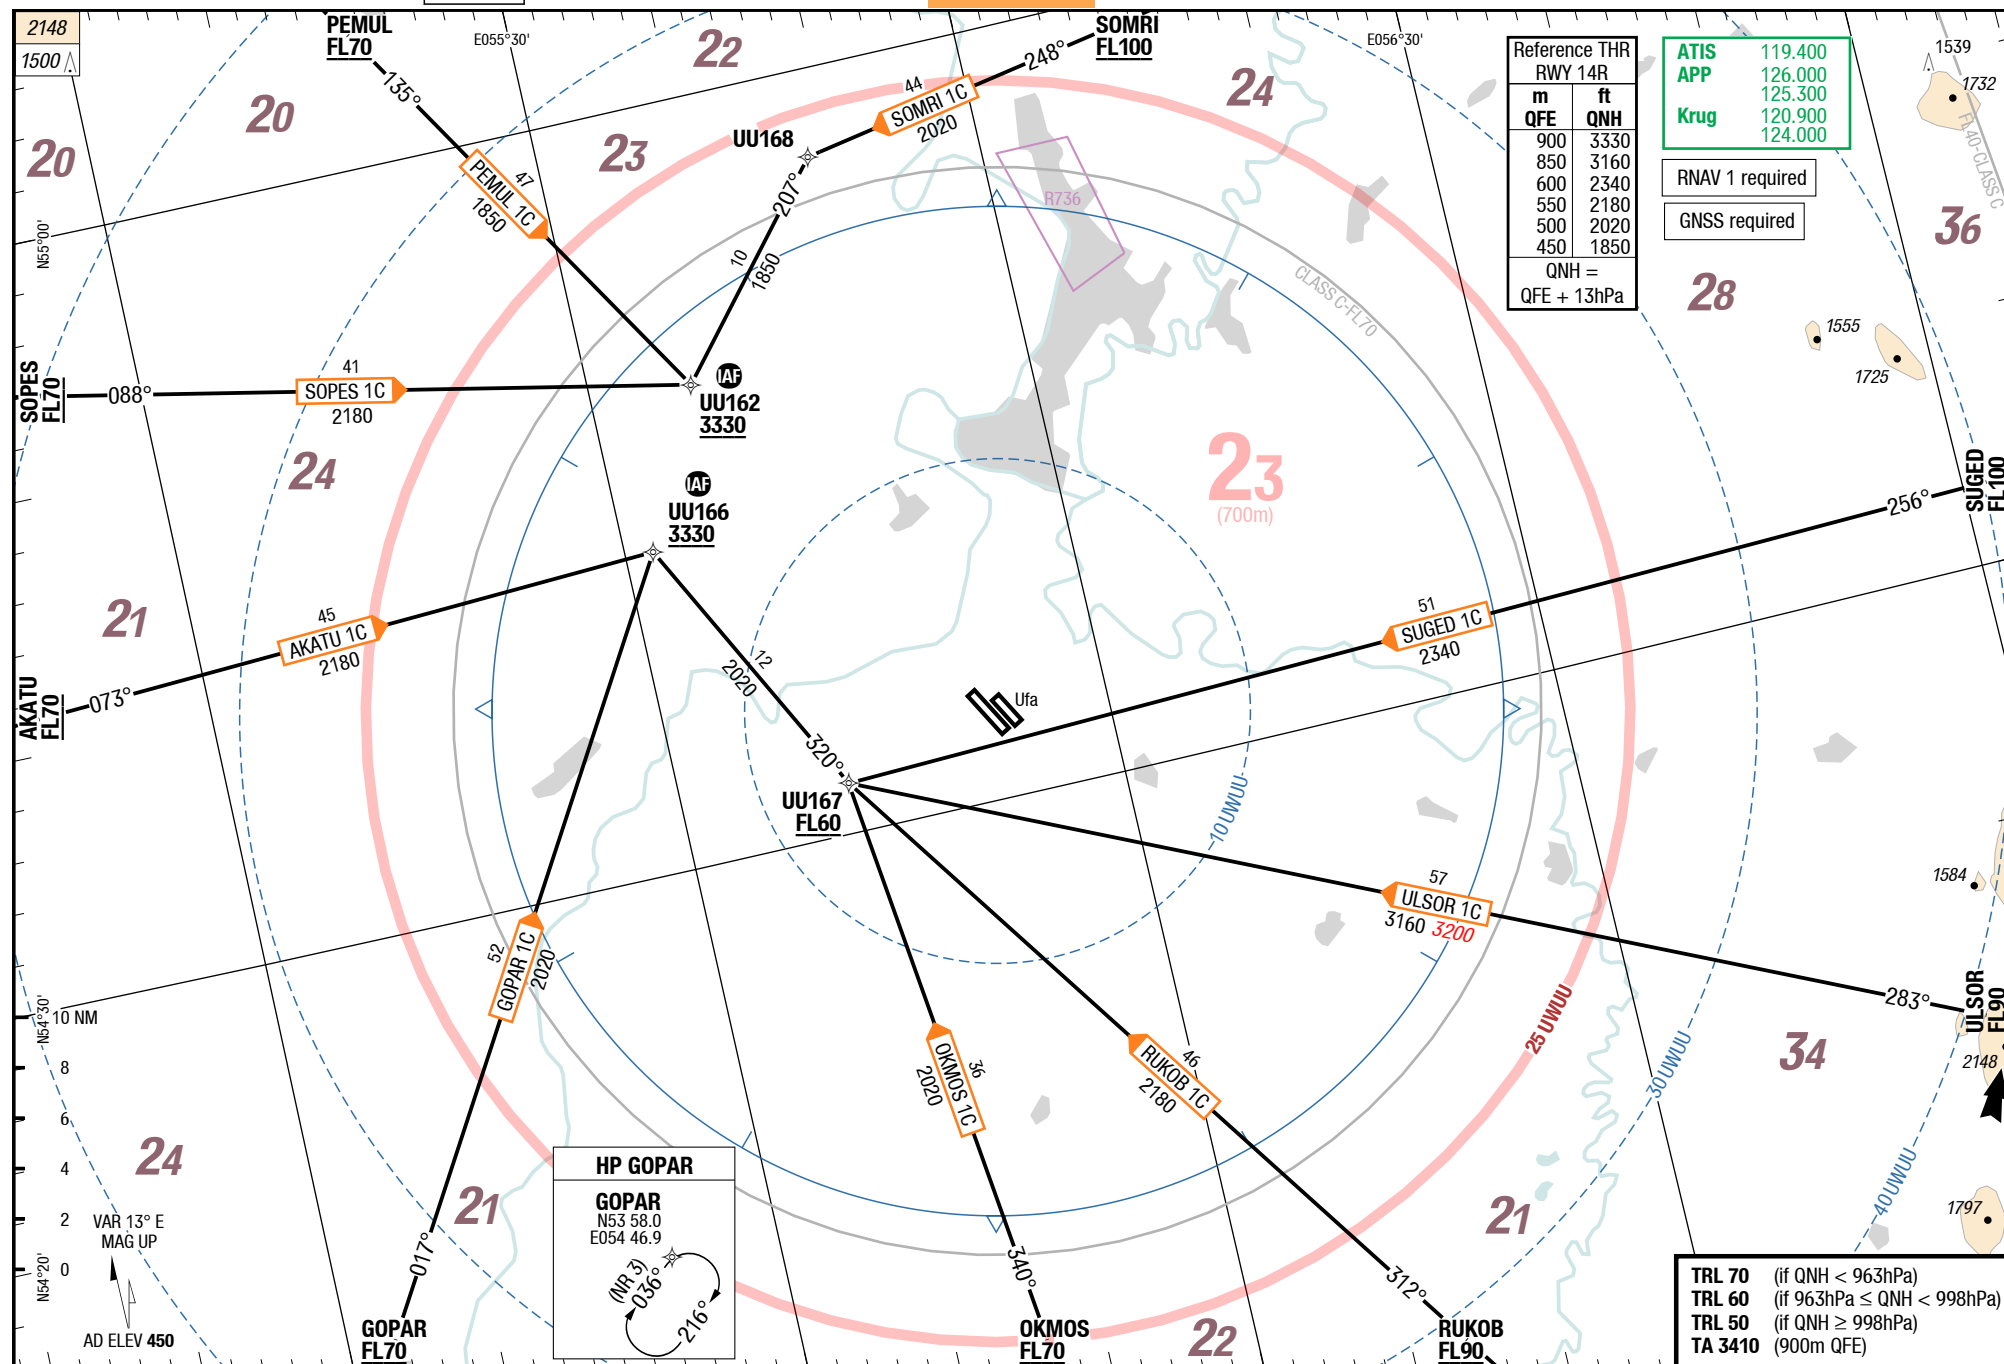 2148
1500
PEMUL
FL70
E055°30'
22
SOMRI
FL100
248°
E056°30'
Reference THR
RWY 14R
m ft
QFE QNH
900 3330
850 3160
600 2340
550 2180
500 2020
450 1850
QNH =
QFE + 13hPa
ATIS 119.400
APP 126.000
125.300
Krug 120.900
124.000
RNAV 1 required
GNSS required
1539
1732
FL40-CLASS C
36
20
20
135°
23
24
44
SOMRI 1C
2020
UU168
47
PEMUL 1C
1850
207°
10
1850
R736
CLASS C-FL70
28
1555
1725
N55°00'
SOPES
FL70
088°
41
SOPES 1C
2180
IAF
UU162
3330
24
IAF
UU166
3330
23
(700m)
SUGED
FL100
256°
21
45
AKATU 1C
2180
AKATU
FL70
073°
12
2020
320°
Ufa
51
SUGED 1C
2340
UU167
FL60
10 UWUU
57
ULSOR 1C
3160 3200
1584
283°
ULSOR
FL90
52
GOPAR 1C
2020
N54°30'
10 NM
8
6
4
2
0
N54°20'
36
OKMOS 1C
2020
46
RUKOB 1C
2180
25 UWUU
30 UWUU
40 UWUU
34
2148
1797
24
VAR 13° E
MAG UP
AD ELEV 450
21
017°
GOPAR
FL70
HP GOPAR
GOPAR
N53 58.0
E054 46.9
(NR 3)
036°
216°
340°
OKMOS
FL70
22
312°
RUKOB
FL90
21
TRL 70 (if QNH < 963hPa)
TRL 60 (if 963hPa ≤ QNH < 998hPa)
TRL 50 (if QNH ≥ 998hPa)
TA 3410 (900m QFE)